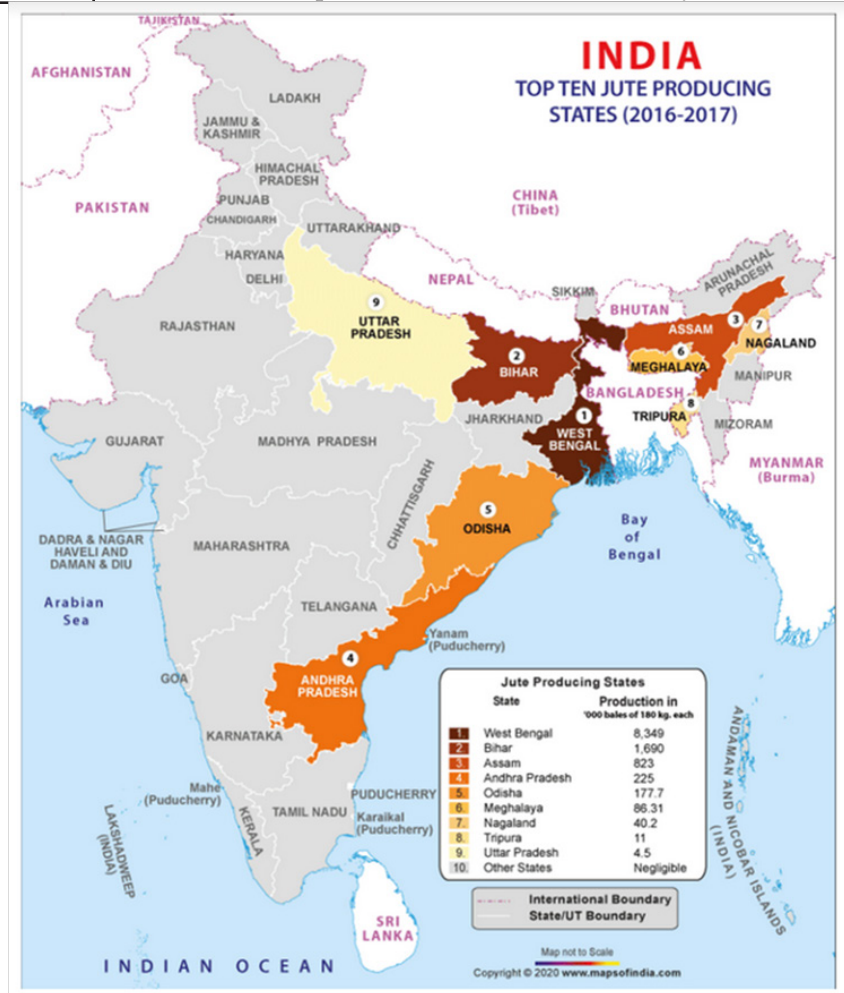 INDIA
TOP TEN JUTE PRODUCING
STATES (2016-2017)
TAJIKISTAN
AFGHANISTAN
LADAKH
JAMMU &
KASHMIR
HIMACHAL
PRADESH
PUNJAB
CHANDIGARH
PAKISTAN
UTTARAKHAND
HARYANA
DELHI
CHINA
(Tibet)
NEPAL
SIKKIM
BHUTAN
ARUNACHAL
PRADESH
RAJASTHAN
9
UTTAR
PRADESH
2
BIHAR
ASSAM
3
7
NAGALAND
6
MEGHALAYA
MANIPUR
BANGLADESH
8
TRIPURA
MIZORAM
1
WEST
BENGAL
JHARKHAND
GUJARAT
MADHYA PRADESH
MYANMAR
(Burma)
CHHATTISGARH
5
ODISHA
Bay
of
Bengal
DADRA & NAGAR
HAVELI AND
DAMAN & DIU
MAHARASHTRA
Arabian
Sea
TELANGANA
Yanam
(Puducherry)
4
ANDHRA
PRADESH
GOA
KARNATAKA
Mahe
(Puducherry)
PUDUCHERRY
TAMIL NADU
Karaikal
(Puducherry)
KERALA
LAKSHADWEEP
(INDIA)
SRI
LANKA
INDIAN OCEAN
ANDAMAN AND NICOBAR ISLANDS
(INDIA)
Jute Producing States
State Production in
'000 bales of 180 kg. each
1 West Bengal 8,349
2 Bihar 1,690
3 Assam 823
4 Andhra Pradesh 225
5. Odisha 177.7
6. Meghalaya 86.31
7. Nagaland 40.2
8. Tripura 11
9. Uttar Pradesh 4.5
10. Other States Negligible
International Boundary
State/UT Boundary
Map not to Scale
Copyright © 2020 www.mapsofindia.com